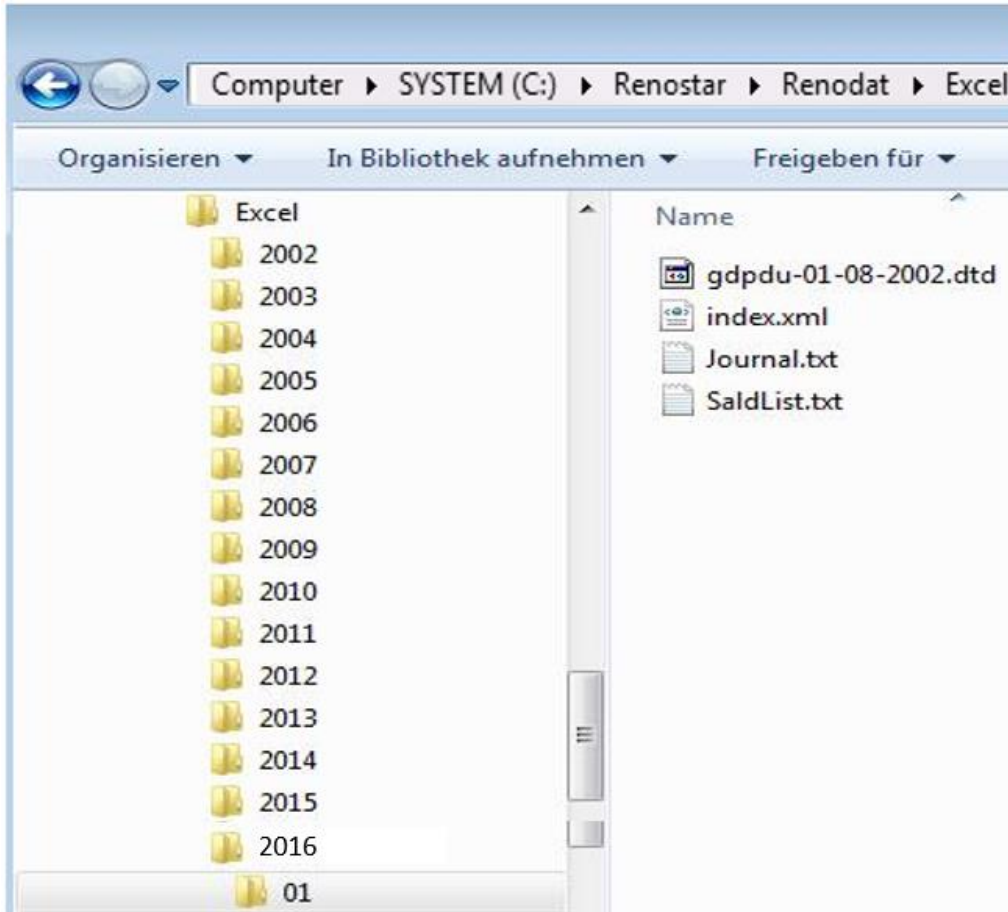 Computer SYSTEM (C:) Renostar Renodat Excel
Organisieren In Bibliothek aufnehmen Freigeben für
Excel
2002
2003
2004
2005
2006
2007
2008
2009
2010
2011
2012
2013
2014
2015
2016
01
Name
gdpdu-01-08-2002.dtd
index.xml
Journal.txt
SaldList.txt